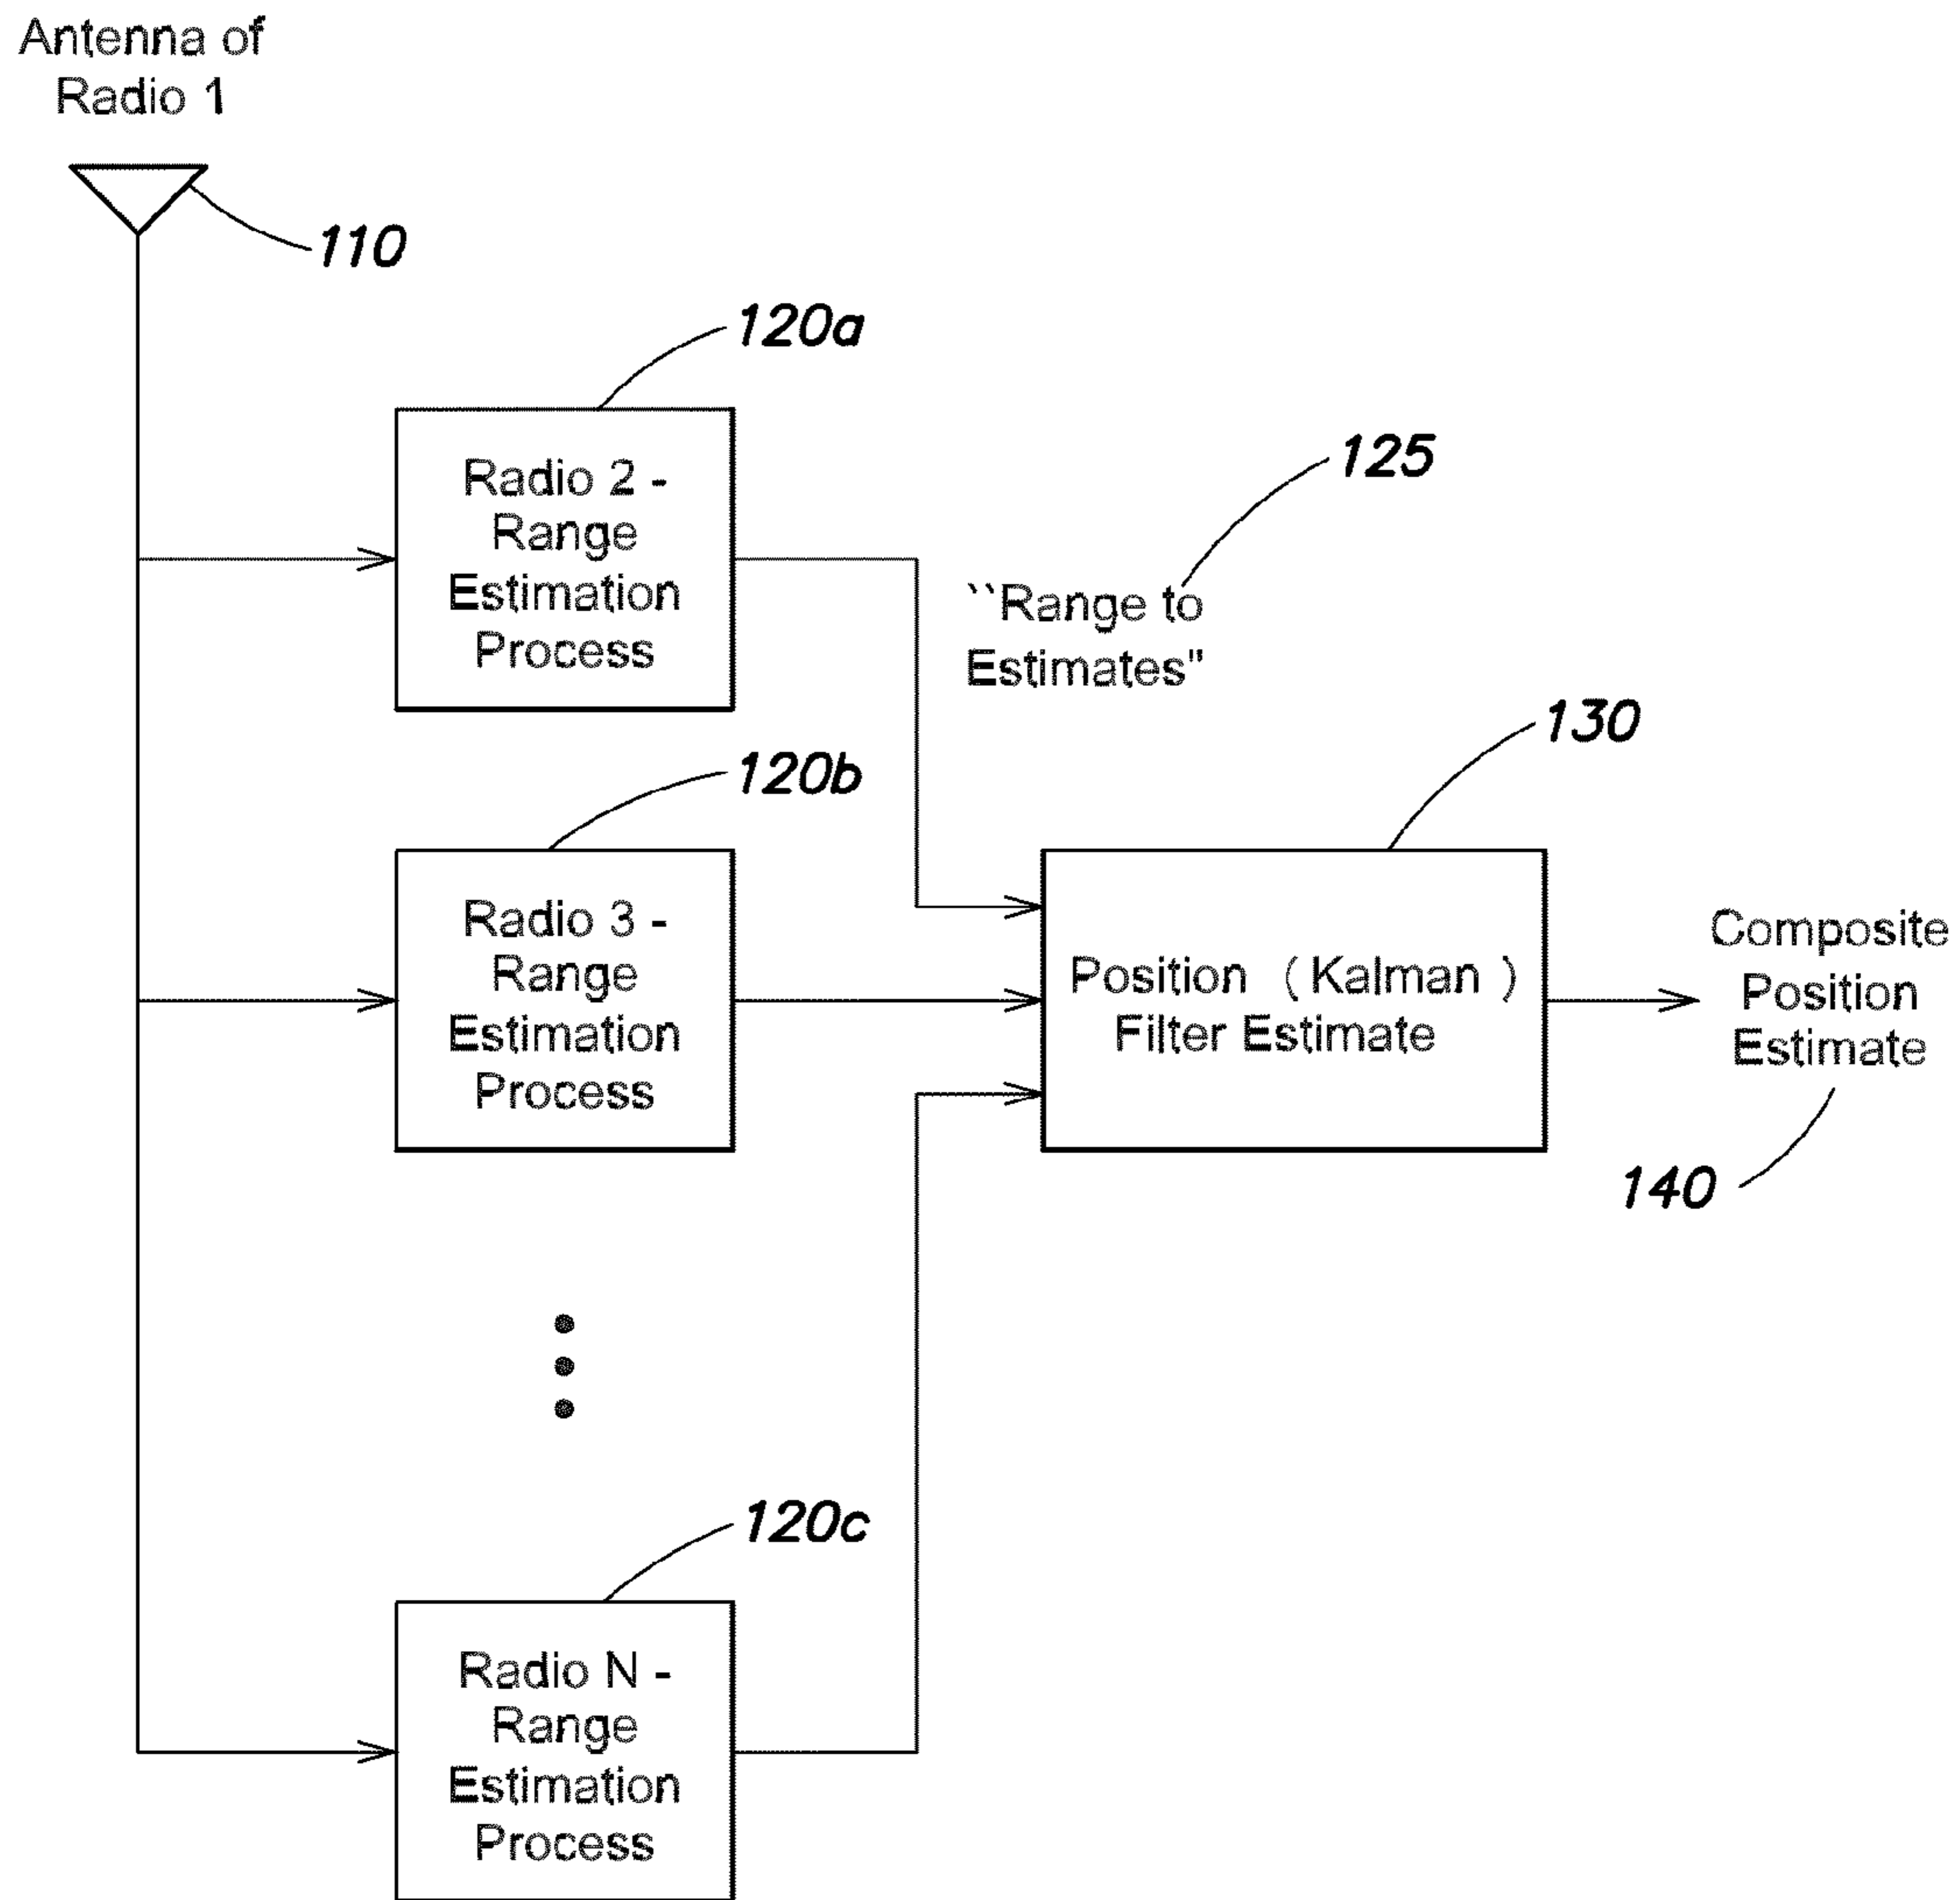 Antenna of
Radio 1
110
120a
Radio 2 -
Range
Estimation
Process
125
``Range to
Estimates"
130
120b
Radio 3 -
Range
Estimation
Process
Position ( Kalman )
Filter Estimate
Composite
Position
Estimate
140
120c
Radio N -
Range
Estimation
Process